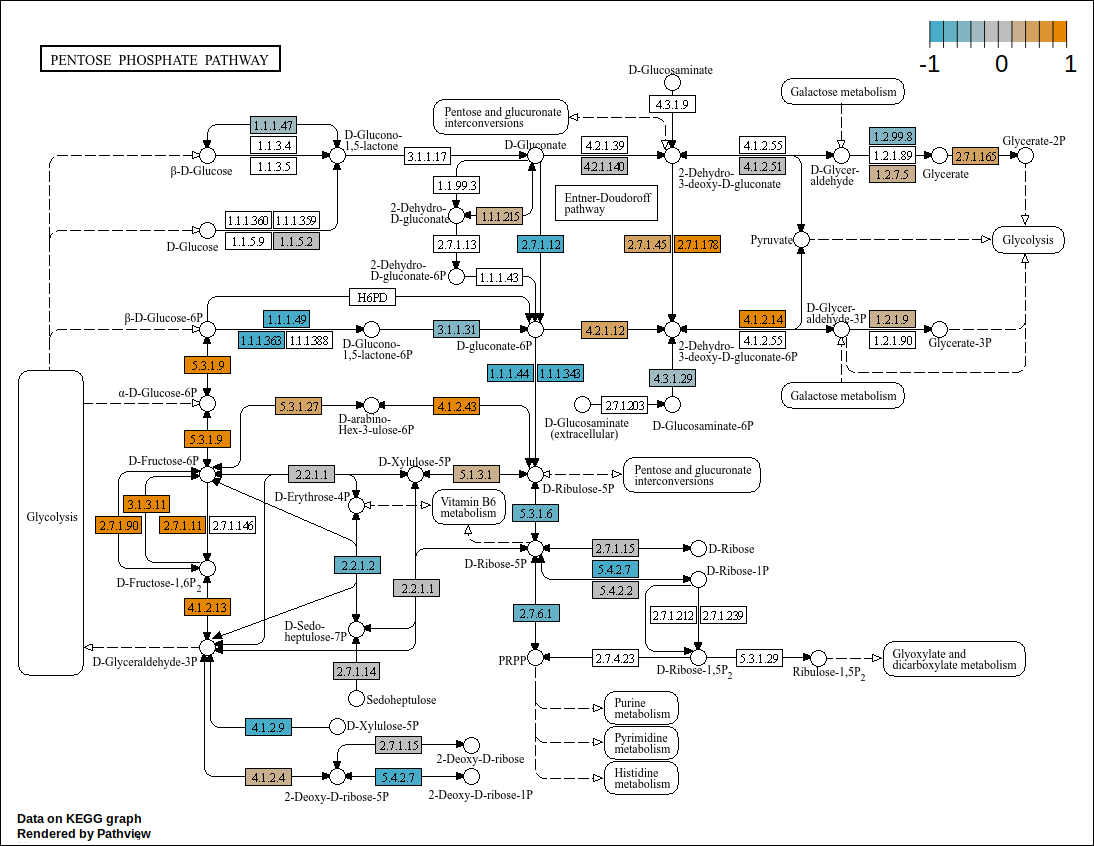 PENTOSE PHOSPHATE PATHWAY
-1 0 1
D-Glucosaminate
4.3.1.9
Galactose metabolism
Pentose and glucuronate
interconversions
1.1.1.47
1.1.3.4
1.1.3.5
β-D-Glucose
D-Glucono-
1,5-lactone
3.1.1.17
D-Gluconate
4.2.1.39
4.2.1.140
2-Dehydro-
3-deoxy-D-gluconate
4.1.2.55
4.1.2.51
D-Glycer-
aldehyde
1.2.99.8
1.2.1.89
1.2.7.5
Glycerate
2.7.1.165
Glycerate-2P
1.1.99.3
2-Dehydro-
D-gluconate
1.1.1.215
Entner-Doudoroff
pathway
1.1.1.360
1.1.1.359
1.1.5.9
1.1.5.2
D-Glucose
2.7.1.13
2.7.1.12
2.7.1.45
2.7.1.178
Pyruvate
Glycolysis
2-Dehydro-
D-gluconate-6P
1.1.1.43
H6PD
β-D-Glucose-6P
1.1.1.49
1.1.1.363
1.1.1.388
D-Glucono-
1,5-lactone-6P
3.1.1.31
D-gluconate-6P
4.2.1.12
2-Dehydro-
3-deoxy-D-gluconate-6P
4.1.2.14
4.1.2.55
D-Glycer-
aldehyde-3P
1.2.1.9
1.2.1.90
Glycerate-3P
5.3.1.9
1.1.1.44
1.1.1.343
4.3.1.29
Galactose metabolism
α-D-Glucose-6P
5.3.1.27
D-arabino-
Hex-3-ulose-6P
4.1.2.43
2.7.1.203
D-Glucosaminate
(extracellular)
D-Glucosaminate-6P
5.3.1.9
D-Fructose-6P
2.2.1.1
D-Xylulose-5P
5.1.3.1
D-Ribulose-5P
Pentose and glucuronate
interconversions
D-Erythrose-4P
Vitamin B6
metabolism
3.1.3.11
2.7.1.90
2.7.1.11
2.7.1.146
5.3.1.6
Glycolysis
2.2.1.2
D-Ribose-5P
2.7.1.15
D-Ribose
5.4.2.7
5.4.2.2
D-Ribose-1P
D-Fructose-1,6P2
2.2.1.1
4.1.2.13
2.7.6.1
2.7.1.212
2.7.1.239
D-Sedo-
heptulose-7P
D-Glyceraldehyde-3P
2.7.1.14
Sedoheptulose
PRPP
2.7.4.23
D-Ribose-1,5P2
5.3.1.29
Ribulose-1,5P2
Glyoxylate and
dicarboxylate metabolism
4.1.2.9
D-Xylulose-5P
Purine
metabolism
2.7.1.15
2-Deoxy-D-ribose
Pyrimidine
metabolism
4.1.2.4
2-Deoxy-D-ribose-5P
5.4.2.7
2-Deoxy-D-ribose-1P
Histidine
metabolism
Data on KEGG graph
Rendered by Pathview